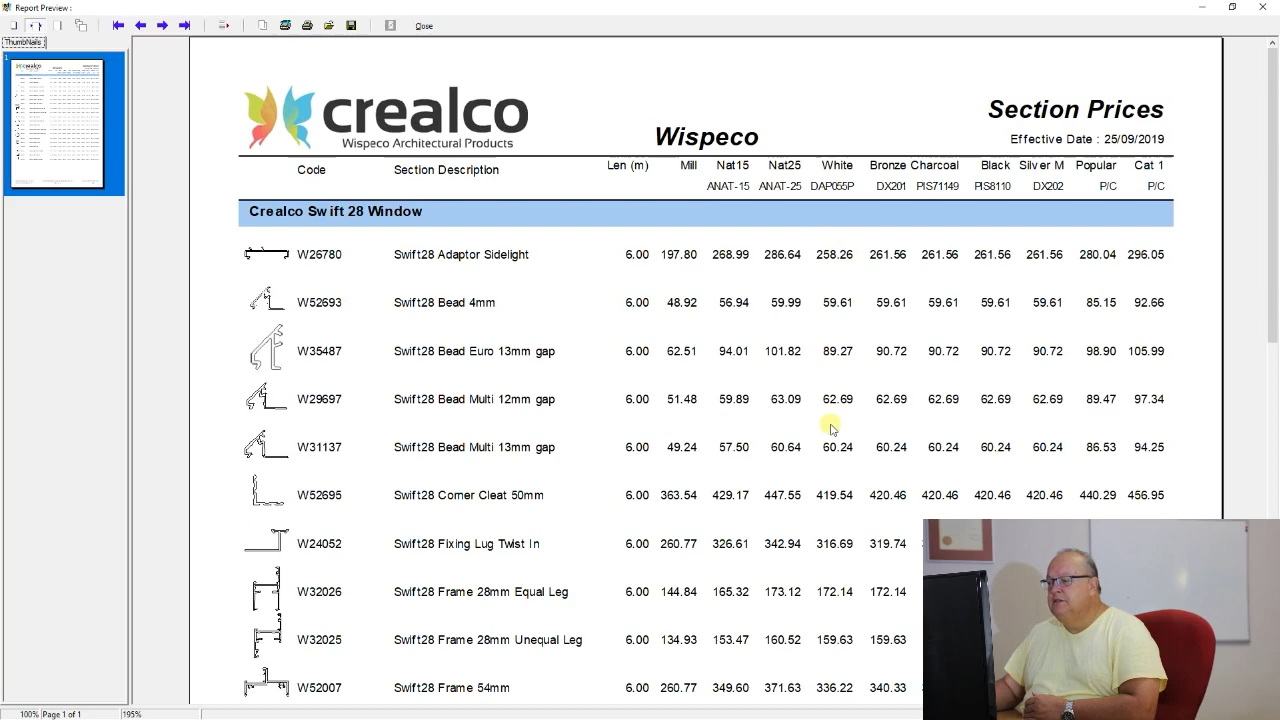 Report Preview :
Close
ThumbNails
1
crealco
Wispeco Architectural Products
Wispeco
Section Prices
Effective Date : 25/09/2019
Code Section Description Len (m) Mill Nat15 Nat25 White Bronze Charcoal Black Silver M Popular Cat 1
ANAT-15 ANAT-25 DAP055P DX201 PIS71149 PIS8110 DX202 P/C P/C
Crealco Swift 28 Window
W26780 Swift28 Adaptor Sidelight 6.00 197.80 268.99 286.64 258.26 261.56 261.56 261.56 261.56 280.04 296.05
W52693 Swift28 Bead 4mm 6.00 48.92 56.94 59.99 59.61 59.61 59.61 59.61 59.61 85.15 92.66
W35487 Swift28 Bead Euro 13mm gap 6.00 62.51 94.01 101.82 89.27 90.72 90.72 90.72 90.72 98.90 105.99
W29697 Swift28 Bead Multi 12mm gap 6.00 51.48 59.89 63.09 62.69 62.69 62.69 62.69 62.69 89.47 97.34
W31137 Swift28 Bead Multi 13mm gap 6.00 49.24 57.50 60.64 60.24 60.24 60.24 60.24 60.24 86.53 94.25
W52695 Swift28 Corner Cleat 50mm 6.00 363.54 429.17 447.55 419.54 420.46 420.46 420.46 420.46 440.29 456.95
W24052 Swift28 Fixing Lug Twist In 6.00 260.77 326.61 342.94 316.69 319.74
W32026 Swift28 Frame 28mm Equal Leg 6.00 144.84 165.32 173.12 172.14 172.14
W32025 Swift28 Frame 28mm Unequal Leg 6.00 134.93 153.47 160.52 159.63 159.63
W52007 Swift28 Frame 54mm 6.00 260.77 349.60 371.63 336.22 340.33
100% Page 1 of 1 195%